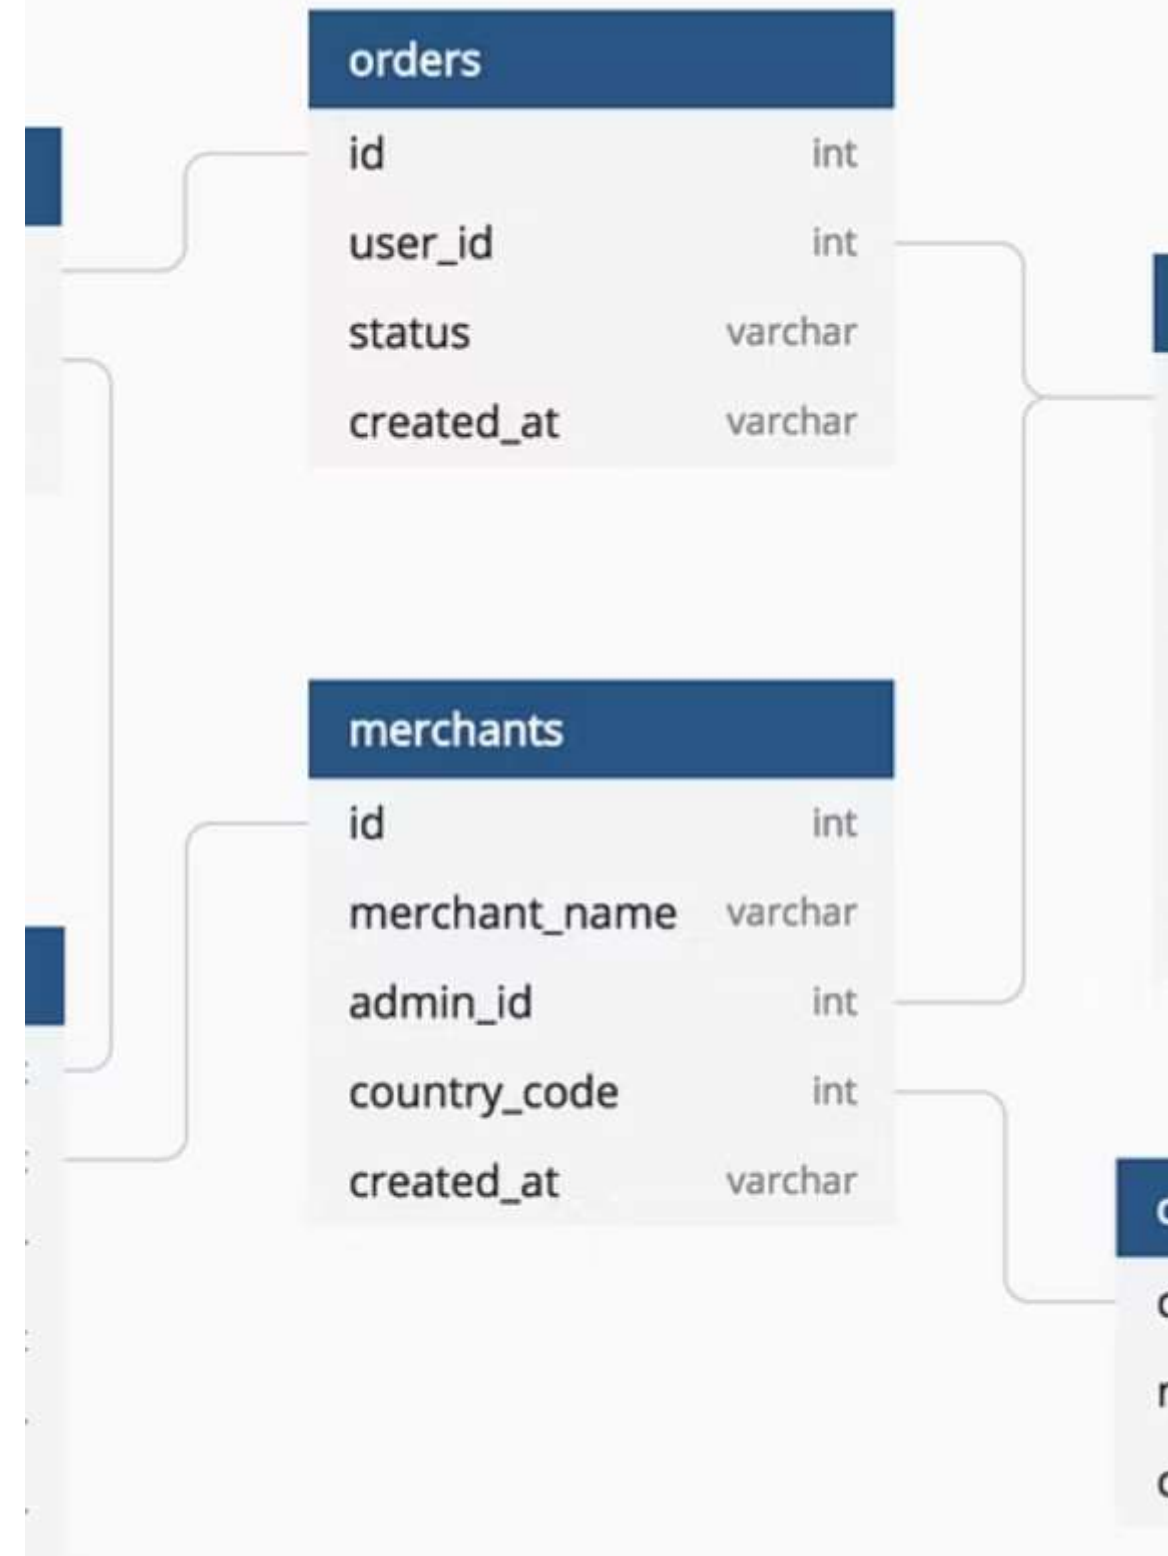 orders
id int
user_id int
status varchar
created_at varchar
merchants
id int
merchant_name varchar
admin_id int
country_code int
created_at varchar